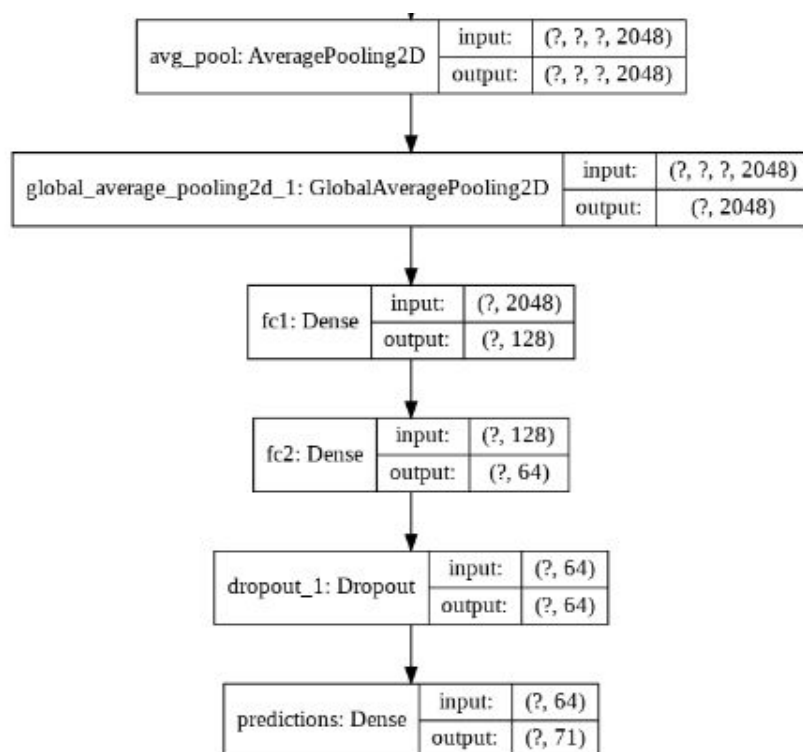 avg_pool: AveragePooling2D
input: (?, ?, ?, 2048)
output: (?, ?, ?, 2048)
global_average_pooling2d_1: GlobalAveragePooling2D
input: (?, ?, ?, 2048)
output: (?, 2048)
fc1: Dense
input: (?, 2048)
output: (?, 128)
fc2: Dense
input: (?, 128)
output: (?, 64)
dropout_1: Dropout
input: (?, 64)
output: (?, 64)
predictions: Dense
input: (?, 64)
output: (?, 71)